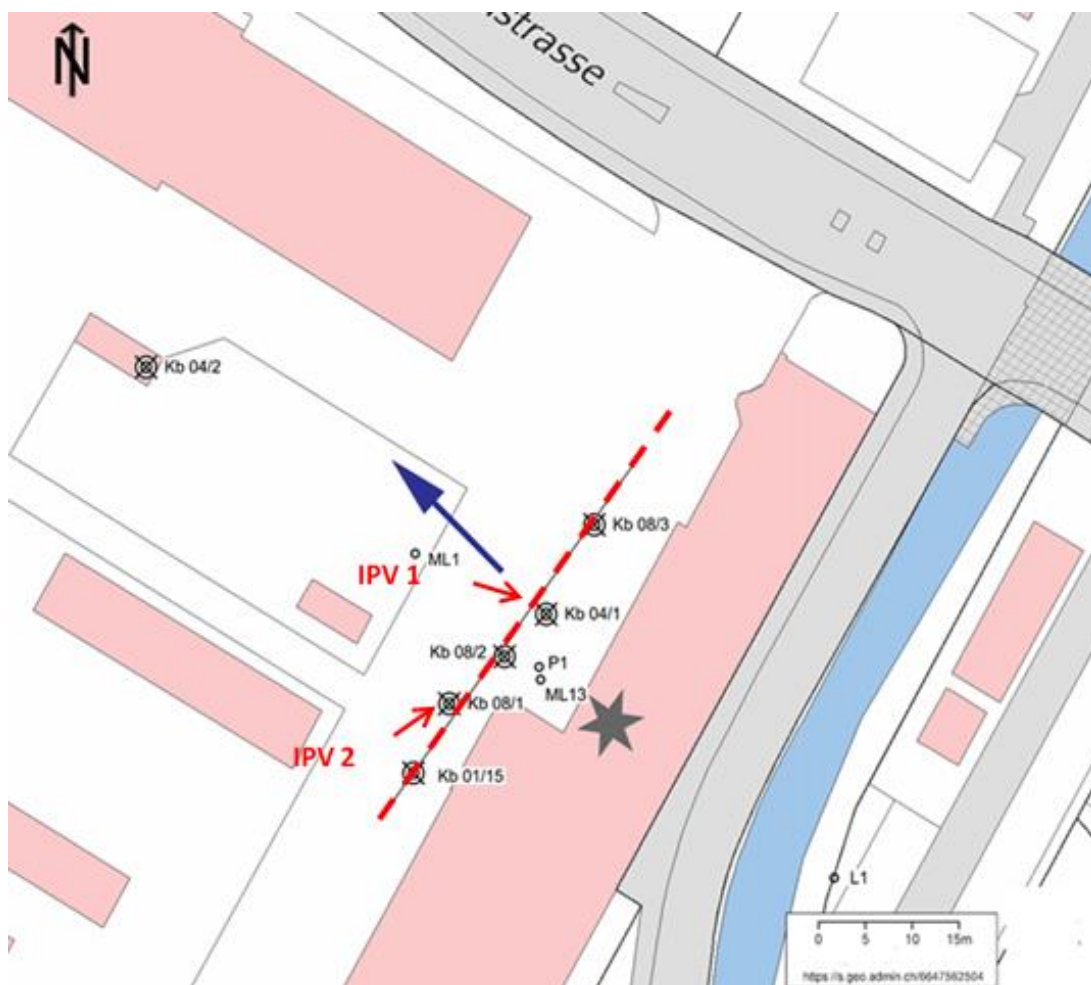 N
strasse
Kb 04/2
Kb 08/3
ML1
IPV 1
Kb 04/1
Kb 08/2
P1
ML13
Kb 08/1
IPV 2
Kb 01/15
L1
0 5 10 15m
https://s.geo.admin.ch/6647562504